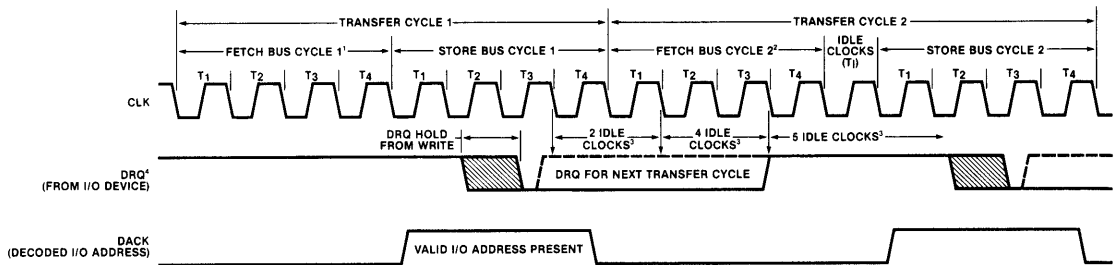 TRANSFER CYCLE 1
TRANSFER CYCLE 2
FETCH BUS CYCLE 1¹
STORE BUS CYCLE 1
FETCH BUS CYCLE 2²
IDLE
CLOCKS
(TI)
STORE BUS CYCLE 2
T1 T2 T3 T4 T1 T2 T3 T4 T1 T2 T3 T4 T1 T2 T3 T4
CLK
DRQ HOLD
FROM WRITE
2 IDLE
CLOCKS³
4 IDLE
CLOCKS³
5 IDLE CLOCKS³
DRQ⁴
(FROM I/O DEVICE)
DRQ FOR NEXT TRANSFER CYCLE
DACK
(DECODED I/O ADDRESS)
VALID I/O ADDRESS PRESENT